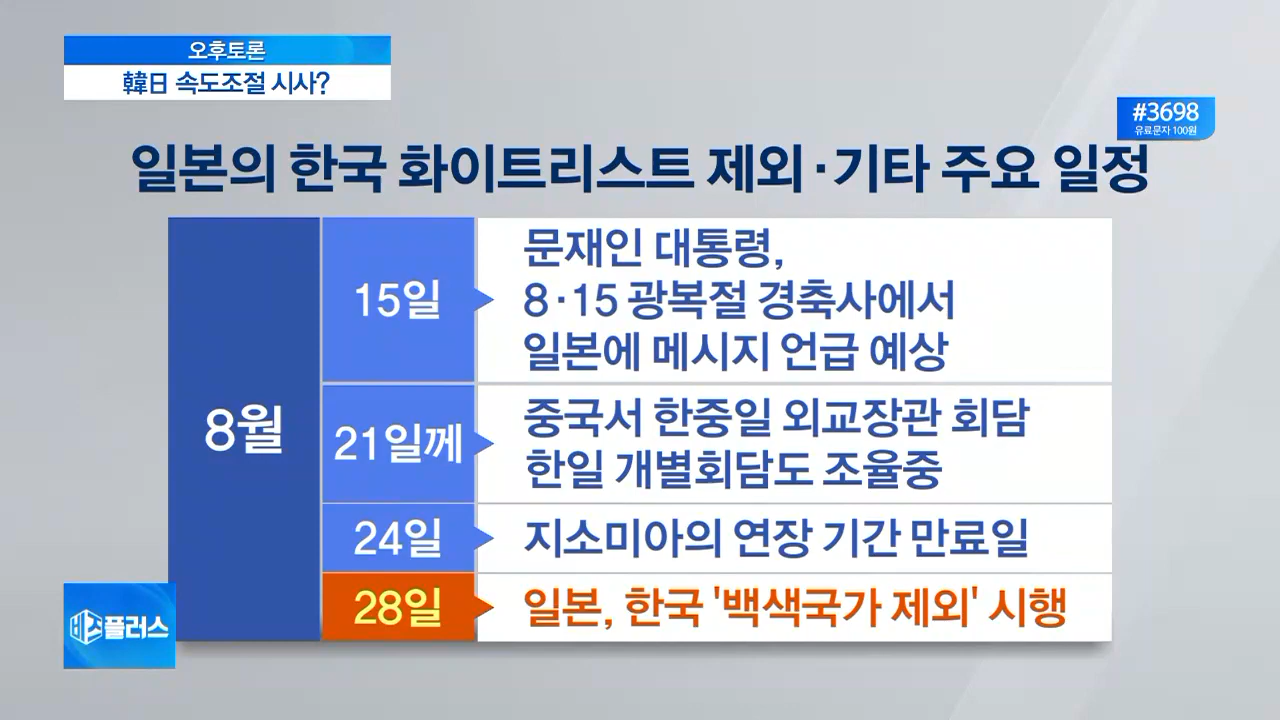 오후토론
韓日 속도조절 시사?
#3698
유료문자 100원
일본의 한국 화이트리스트 제외·기타 주요 일정
8월
15일
문재인 대통령,
8·15 광복절 경축사에서
일본에 메시지 언급 예상
21일께
중국서 한중일 외교장관 회담
한일 개별회담도 조율중
24일
지소미아의 연장 기간 만료일
28일
일본, 한국 '백색국가 제외' 시행
비즈플러스